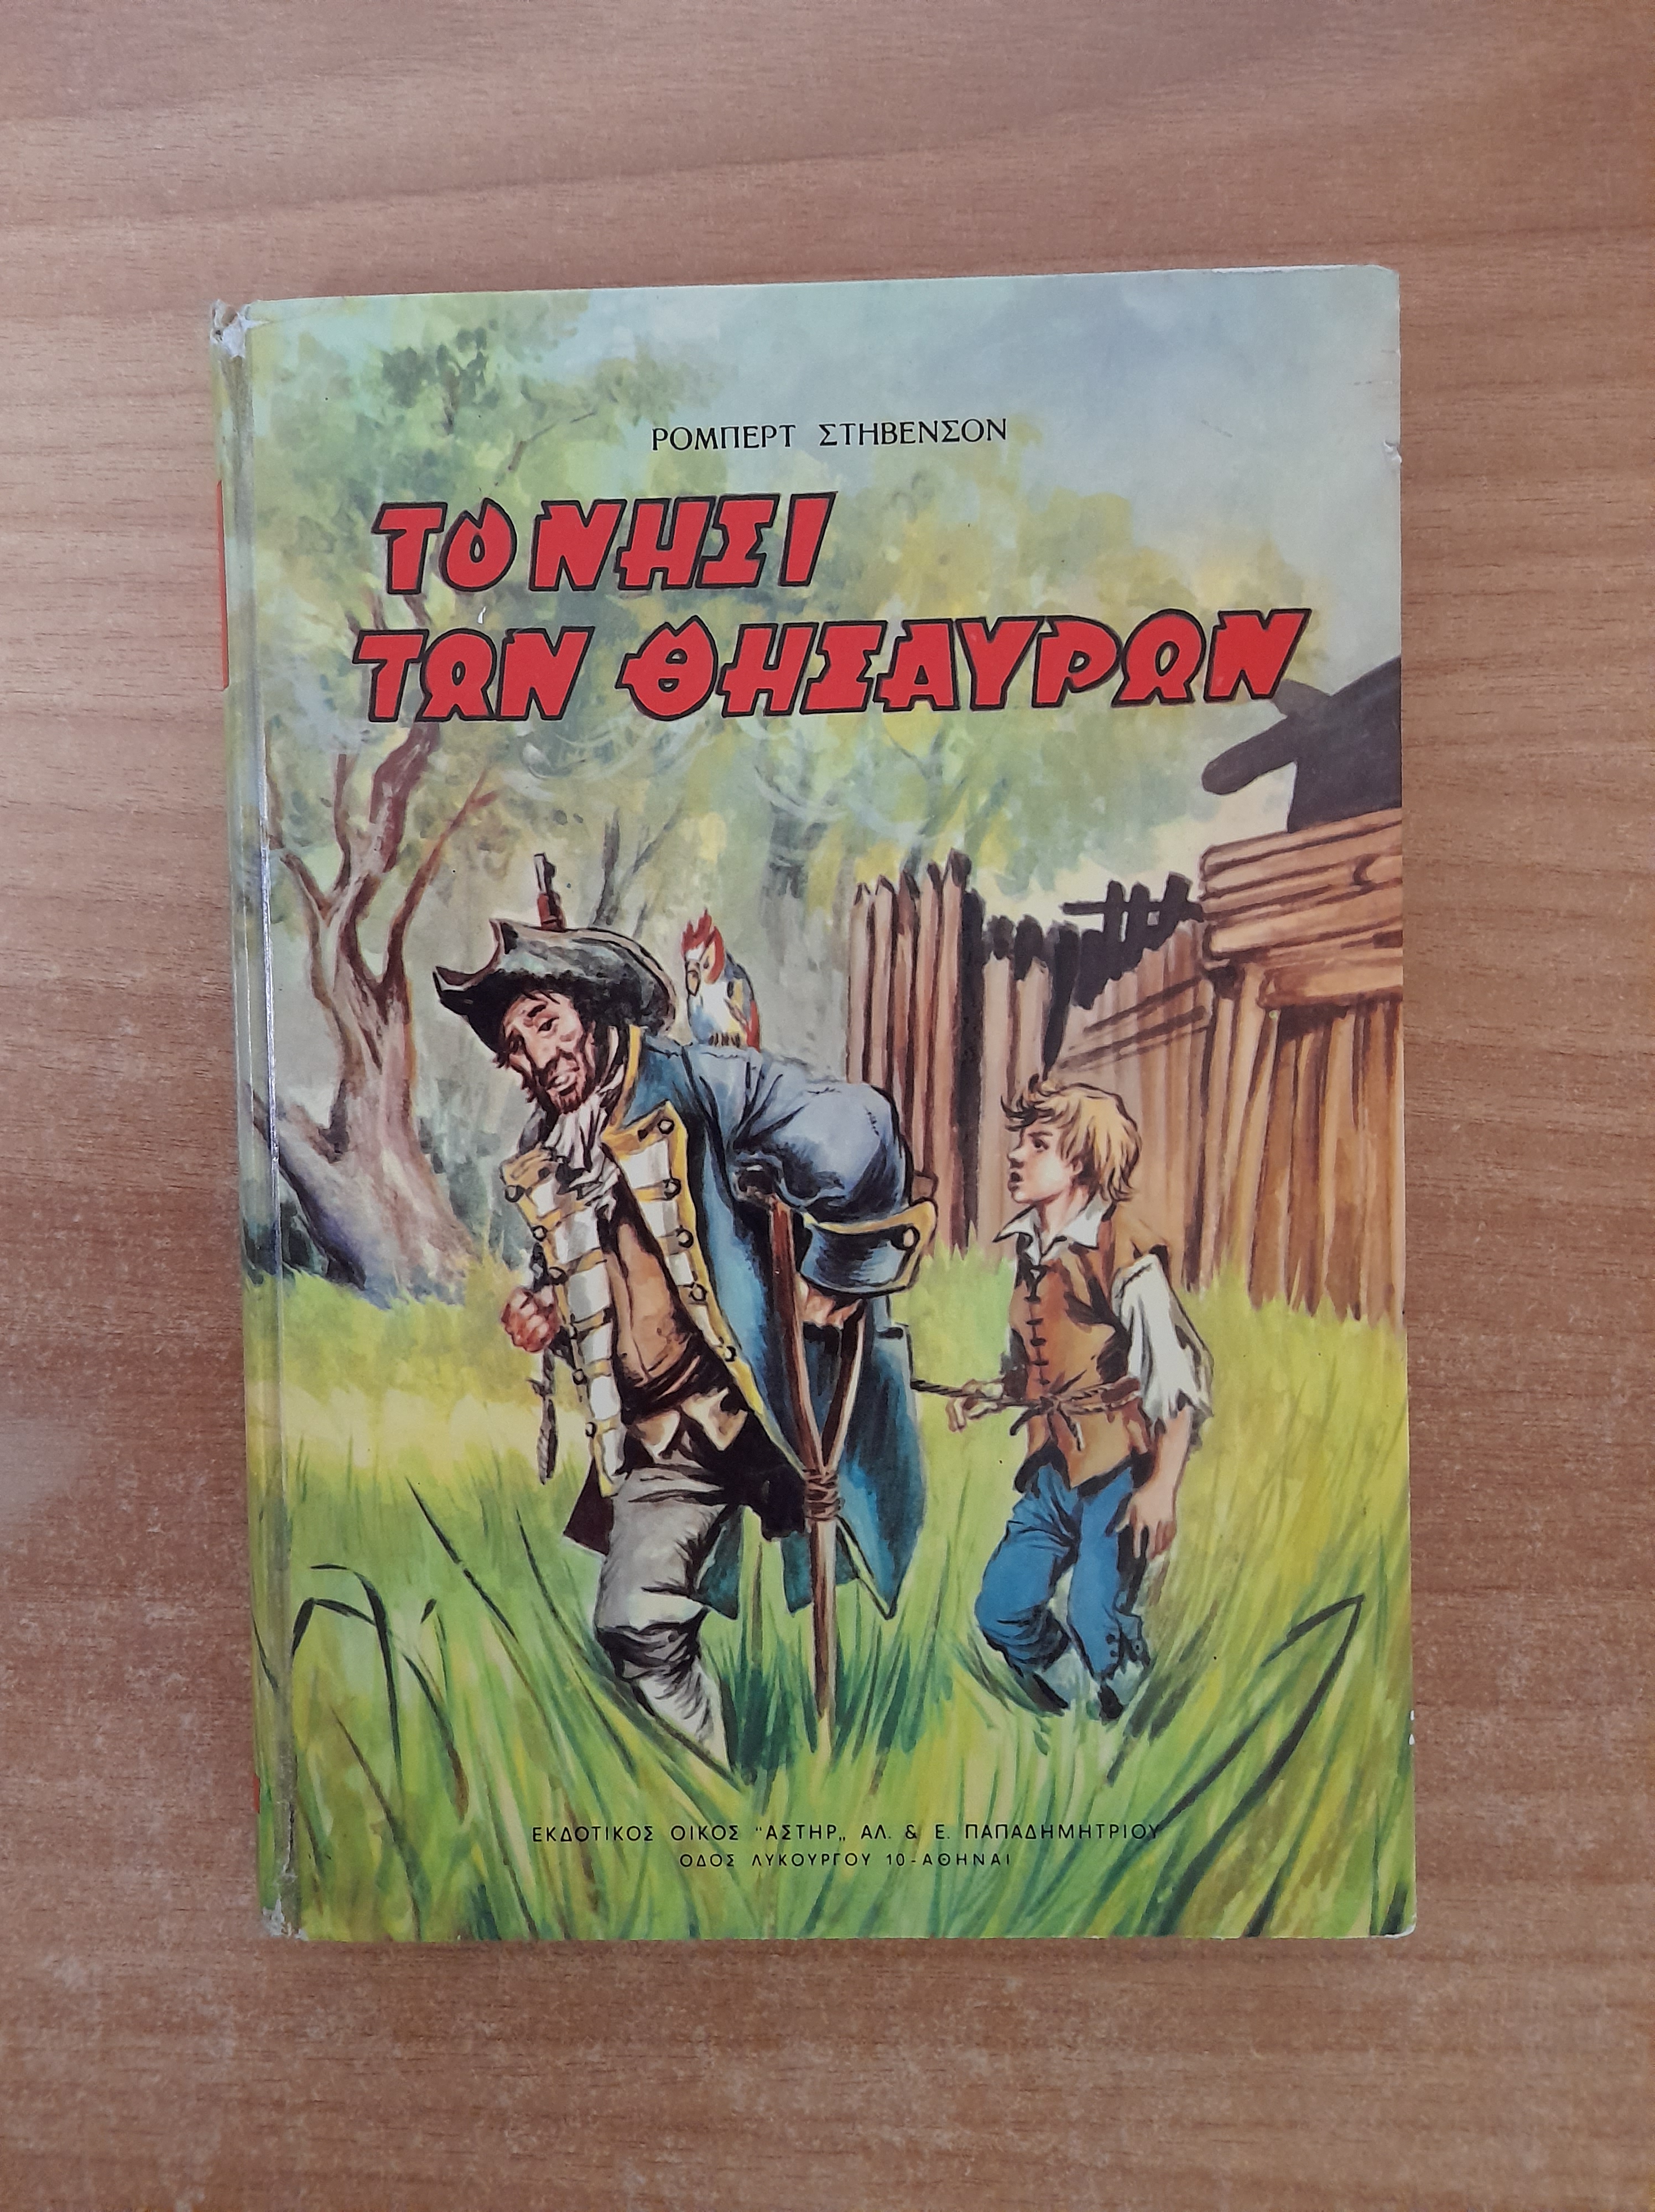 ΡΟΜΠΕΡΤ ΣΤΗΒΕΝΣΟΝ
ΤΟ ΝΗΣΙ
ΤΩΝ ΘΗΣΑΥΡΩΝ
ΕΚΔΟΤΙΚΟΣ ΟΙΚΟΣ "ΑΣΤΗΡ„ ΑΛ. & Ε. ΠΑΠΑΔΗΜΗΤΡΙΟΥ
ΟΔΟΣ ΛΥΚΟΥΡΓΟΥ 10-ΑΘΗΝΑΙ